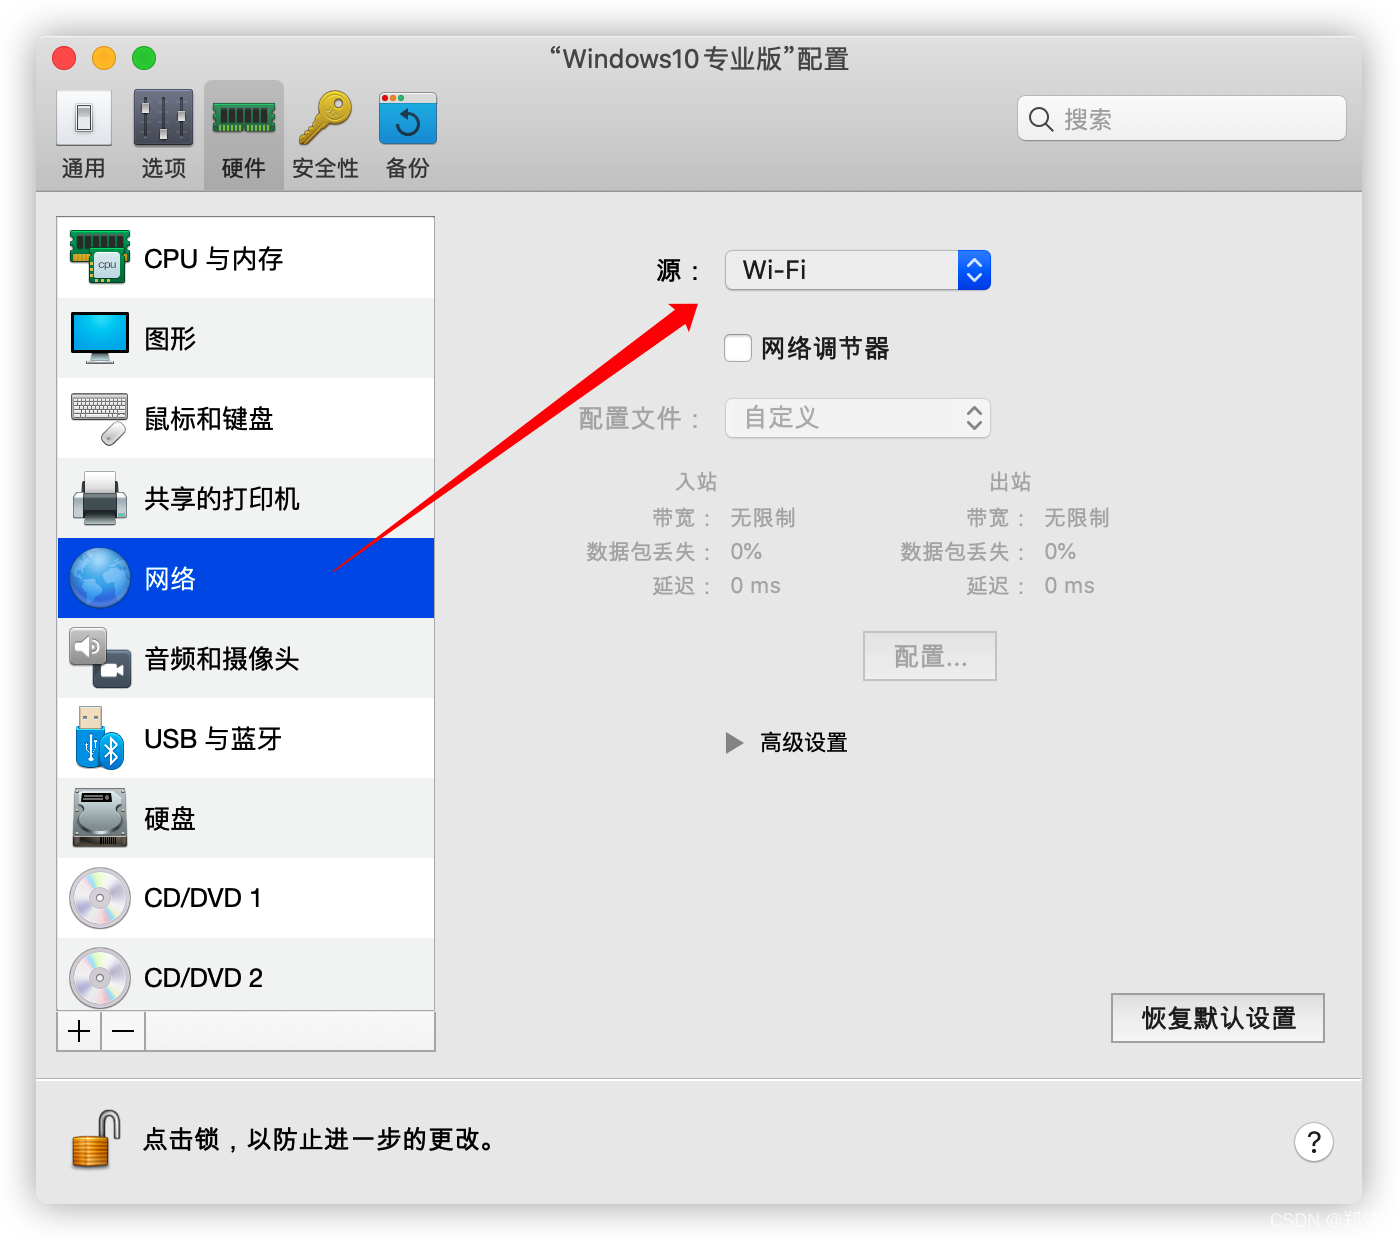 “Windows10 专业版”配置
通用
选项
硬件
安全性
备份
搜索
CPU 与内存
cpu
图形
鼠标和键盘
共享的打印机
网络
音频和摄像头
USB 与蓝牙
硬盘
CD/DVD 1
CD/DVD 2
源：
Wi-Fi
网络调节器
配置文件：
自定义
入站
带宽： 无限制
数据包丢失： 0%
延迟： 0 ms
出站
带宽： 无限制
数据包丢失： 0%
延迟： 0 ms
配置...
高级设置
恢复默认设置
点击锁，以防止进一步的更改。
?
CSDN @郑